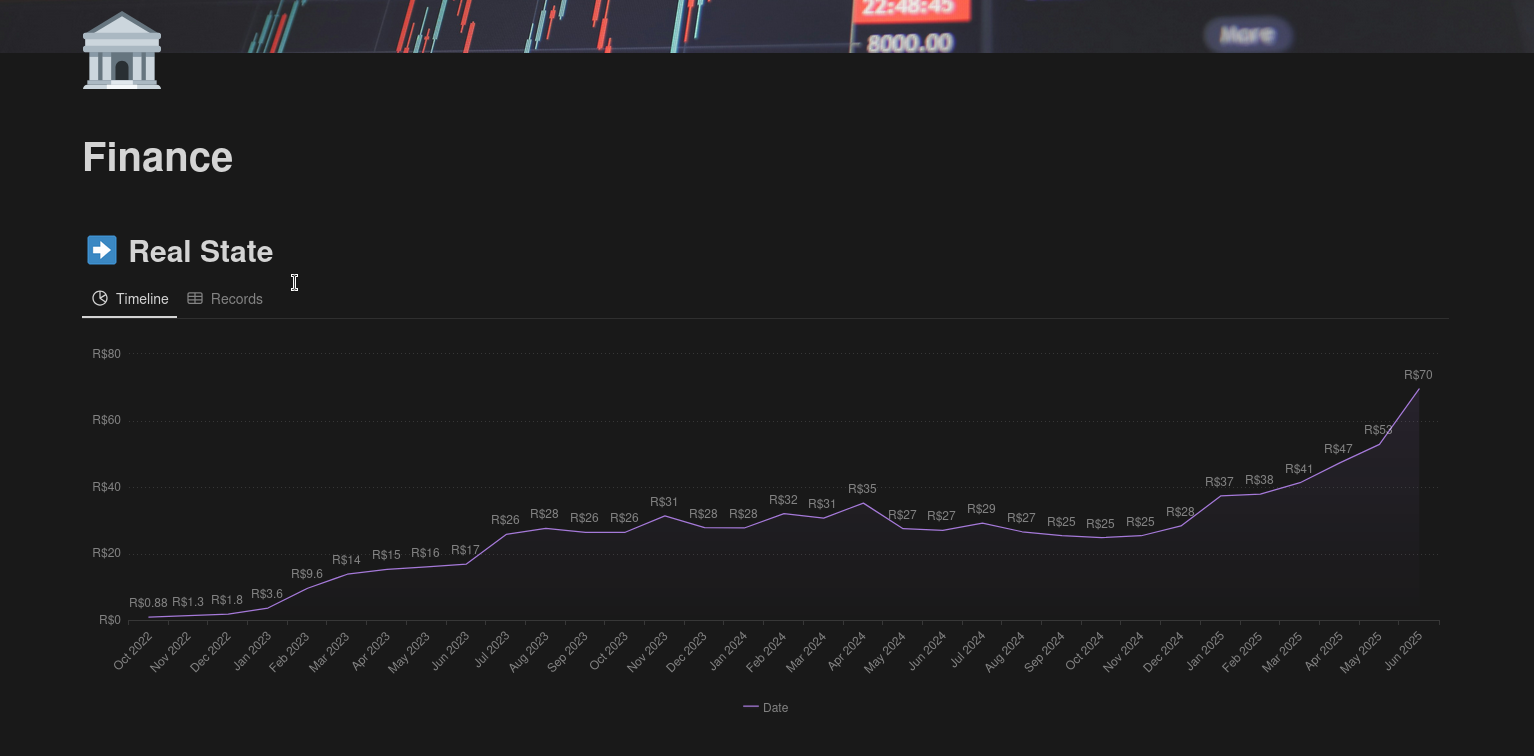 22:48:45
8000.00
More
Finance
Real State
Timeline Records
R$80
R$60
R$40
R$20
R$0
R$0.88 R$1.3 R$1.8 R$3.6 R$9.6 R$14 R$15 R$16 R$17 R$26 R$28 R$26 R$26 R$31 R$28 R$28 R$32 R$31 R$35 R$27 R$27 R$29 R$27 R$25 R$25 R$25 R$28 R$37 R$38 R$41 R$47 R$53 R$70
Oct 2022 Nov 2022 Dec 2022 Jan 2023 Feb 2023 Mar 2023 Apr 2023 May 2023 Jun 2023 Jul 2023 Aug 2023 Sep 2023 Oct 2023 Nov 2023 Dec 2023 Jan 2024 Feb 2024 Mar 2024 Apr 2024 May 2024 Jun 2024 Jul 2024 Aug 2024 Sep 2024 Oct 2024 Nov 2024 Dec 2024 Jan 2025 Feb 2025 Mar 2025 Apr 2025 May 2025 Jun 2025
Date